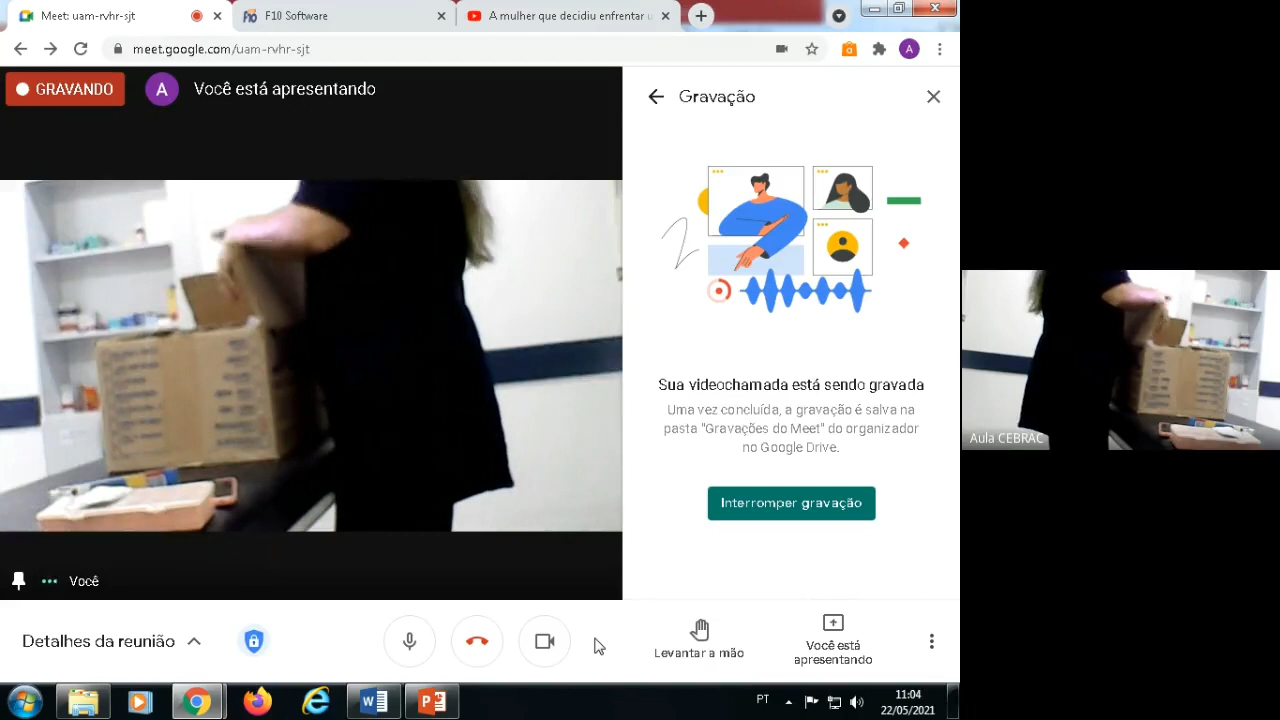 Meet: uam-rvhr-sjt
F10 Software
A mulher que decidiu enfrentar u
meet.google.com/uam-rvhr-sjt
A
GRAVANDO
A
Você está apresentando
Gravação
Sua videochamada está sendo gravada
Uma vez concluída, a gravação é salva na
pasta "Gravações do Meet" do organizador
no Google Drive.
Interromper gravação
Aula CEBRAC
Você
Detalhes da reunião
Levantar a mão
Você está
apresentando
PT
11:04
22/05/2021